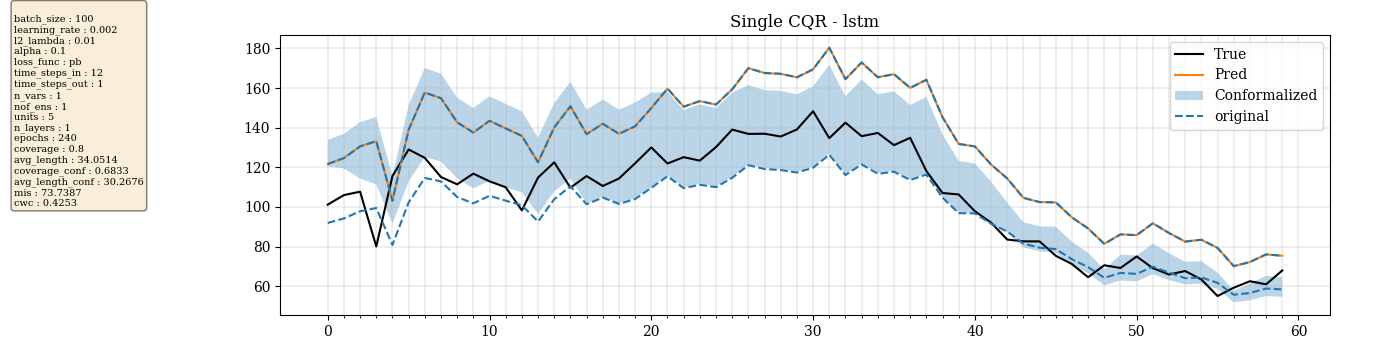 batch_size : 100
learning_rate : 0.002
l2_lambda : 0.01
alpha : 0.1
loss_func : pb
time_steps_in : 12
time_steps_out : 1
n_vars : 1
nof_ens : 1
units : 5
n_layers : 1
epochs : 240
coverage : 0.8
avg_length : 34.0514
coverage_conf : 0.6833
avg_length_conf : 30.2676
mis : 73.7387
cwc : 0.4253
Single CQR - lstm
180
160
140
120
100
80
60
0 10 20 30 40 50 60
True
Pred
Conformalized
original